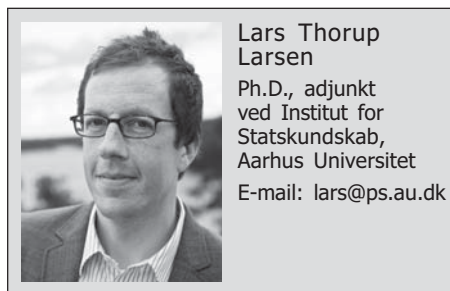 Lars Thorup
Larsen
Ph.D., adjunkt
ved Institut for
Statskundskab,
Aarhus Universitet
E-mail: lars@ps.au.dk